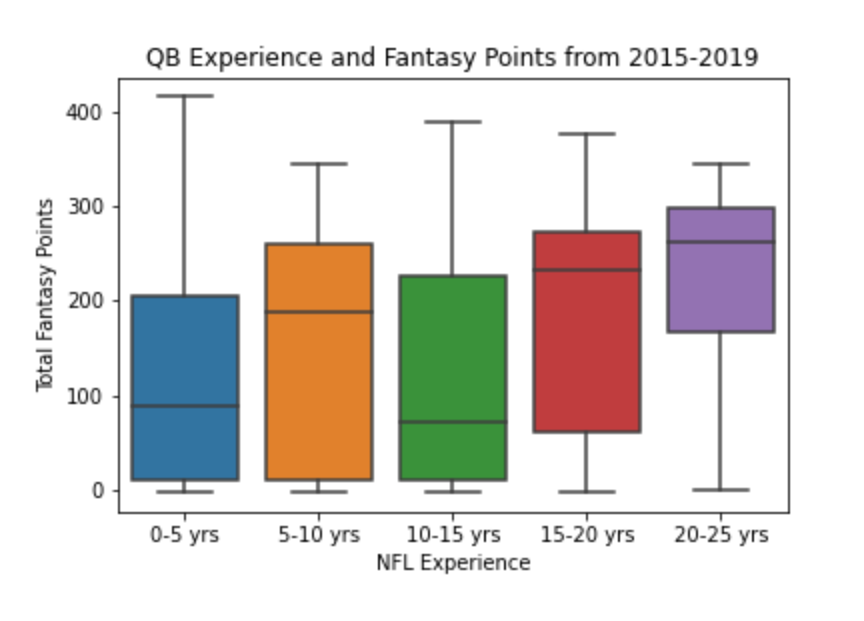 QB Experience and Fantasy Points from 2015-2019
Total Fantasy Points
400
300
200
100
0
0-5 yrs 5-10 yrs 10-15 yrs 15-20 yrs 20-25 yrs
NFL Experience